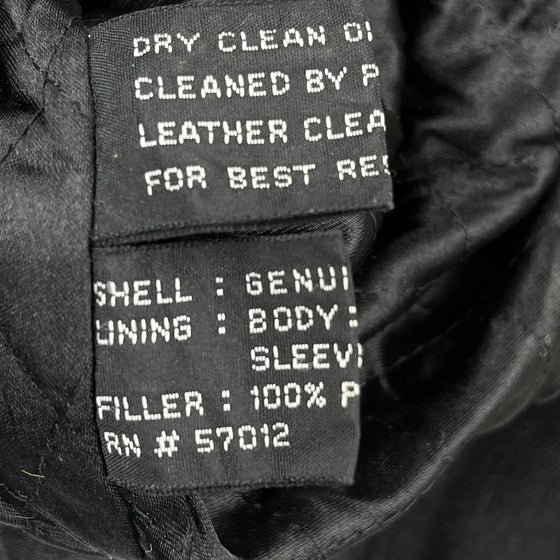 DRY CLEAN O
CLEANED BY P
LEATHER CLEA
FOR BEST RES
SHELL : GENUI
LINING : BODY :
SLEEV
FILLER : 100% P
RN # 57012